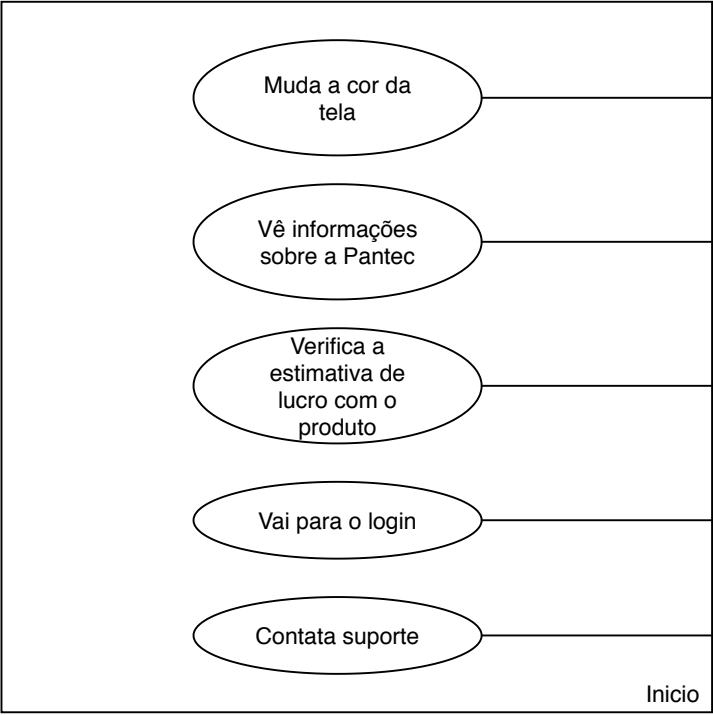 Muda a cor da
tela
Vê informações
sobre a Pantec
Verifica a
estimativa de
lucro com o
produto
Vai para o login
Contata suporte
Inicio